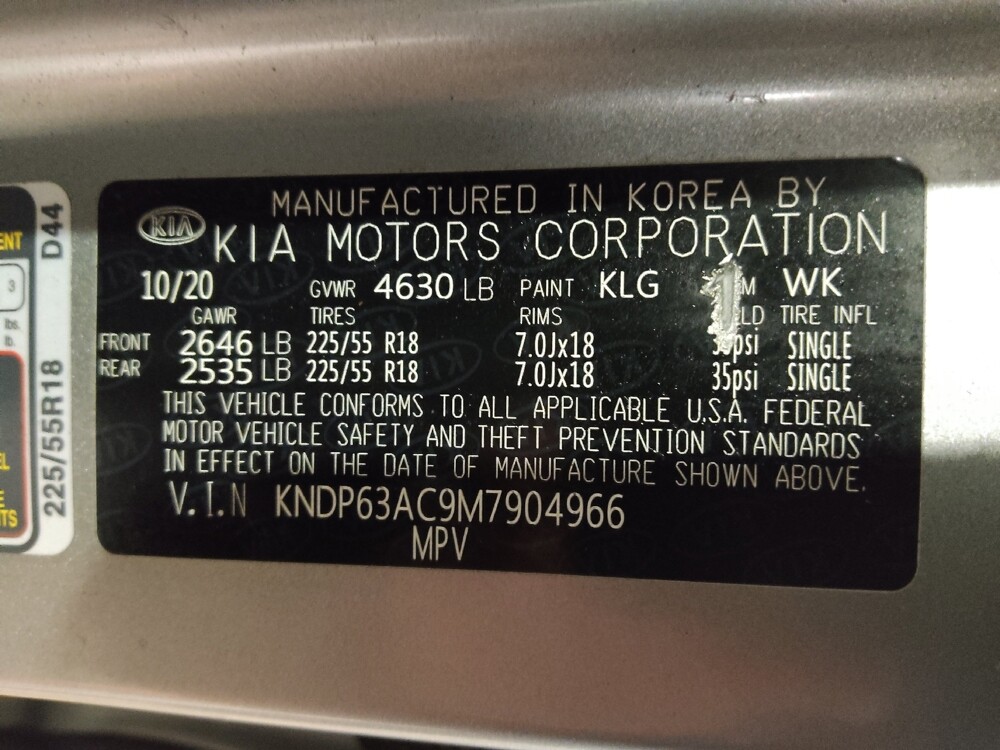 MANUFACTURED IN KOREA BY
KIA KIA MOTORS CORPORATION
10/20 GVWR 4630 LB PAINT KLG WK
GAWR TIRES RIMS TIRE INFL
FRONT 2646 LB 225/55 R18 7.0Jx18 SINGLE
REAR 2535 LB 225/55 R18 7.0Jx18 35psi SINGLE
THIS VEHICLE CONFORMS TO ALL APPLICABLE U.S.A. FEDERAL
MOTOR VEHICLE SAFETY AND THEFT PREVENTION STANDARDS
IN EFFECT ON THE DATE OF MANUFACTURE SHOWN ABOVE.
V.I.N KNDP63AC9M7904966
MPV
225/55R18 D44
3
lbs.
lb.